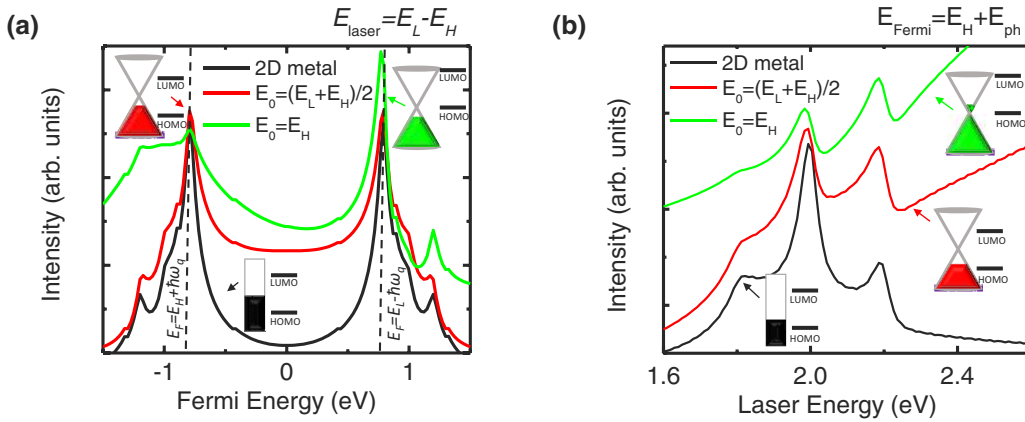 (a)
E_laser=E_L-E_H
2D metal
E_0=(E_L+E_H)/2
E_0=E_H
LUMO
HOMO
LUMO
HOMO
LUMO
HOMO
E_F=E_H+ħω_q
E_F=E_L-ħω_q
Intensity (arb. units)
-1
0
1
Fermi Energy (eV)
(b)
E_Fermi=E_H+E_ph
2D metal
E_0=(E_L+E_H)/2
E_0=E_H
LUMO
HOMO
LUMO
HOMO
LUMO
HOMO
Intensity (arb. units)
1.6
2.0
2.4
Laser Energy (eV)